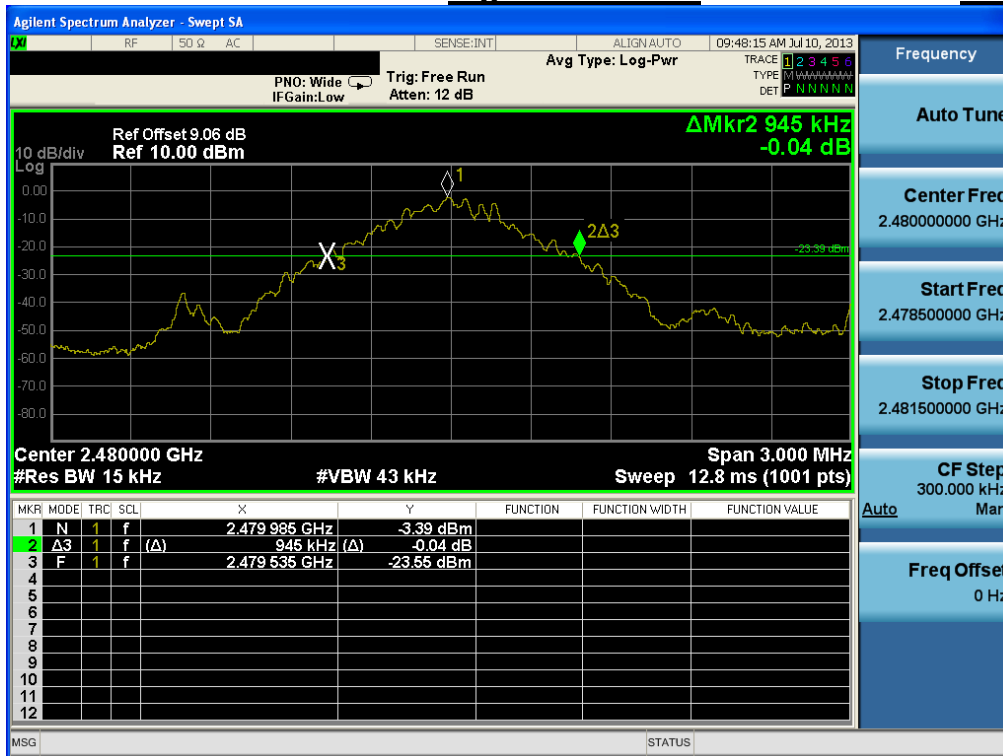 Agilent Spectrum Analyzer - Swept SA
LXI RF 50 Ω AC SENSE:INT ALIGN AUTO 09:48:15 AM Jul 10, 2013
Frequency
Avg Type: Log-Pwr
TRACE 1 2 3 4 5 6
PNO: Wide Trig: Free Run
TYPE M WWWWW
IFGain:Low Atten: 12 dB
DET P N N N N N
Auto Tune
ΔMkr2 945 kHz
-0.04 dB
Ref Offset 9.06 dB
10 dB/div Ref 10.00 dBm
Log
0.00
-10.0
-20.0
-30.0
-40.0
-50.0
-60.0
-70.0
-80.0
1
2Δ3
3
-23.39 dBm
Center Freq
2.480000000 GHz
Start Freq
2.478500000 GHz
Stop Freq
2.481500000 GHz
Center 2.480000 GHz Span 3.000 MHz
#Res BW 15 kHz #VBW 43 kHz Sweep 12.8 ms (1001 pts)
CF Step
300.000 kHz
Auto Man
Freq Offset
0 Hz
MKR MODE TRC SCL X Y FUNCTION FUNCTION WIDTH FUNCTION VALUE
1 N 1 f 2.479 985 GHz -3.39 dBm
2 Δ3 1 f (Δ) 945 kHz (Δ) -0.04 dB
3 F 1 f 2.479 535 GHz -23.55 dBm
4
5
6
7
8
9
10
11
12
MSG STATUS